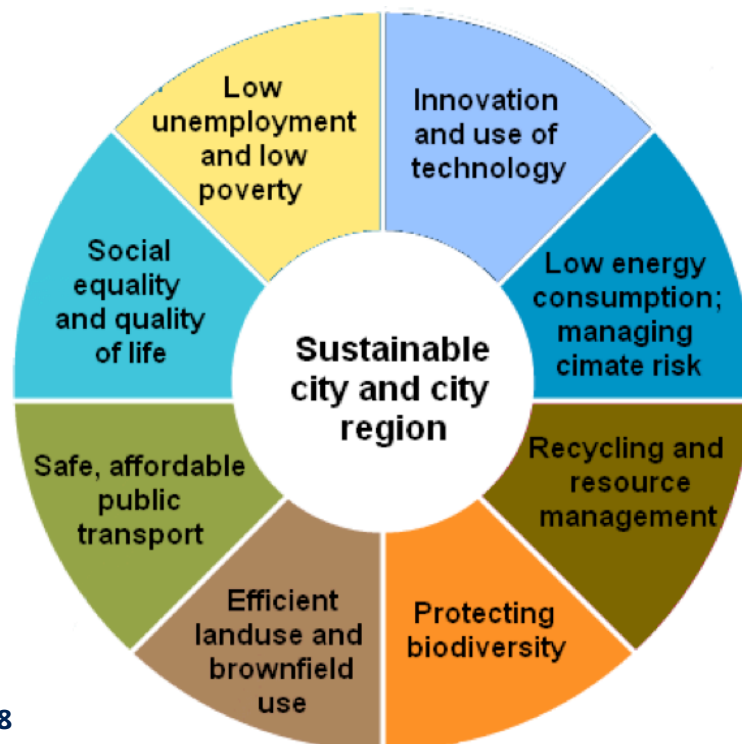 Low
unemployment
and low
poverty
Innovation
and use of
technology
Social
equality
and quality
of life
Low energy
consumption;
managing
cimate risk
Sustainable
city and city
region
Safe, affordable
public
transport
Recycling and
resource
management
Efficient
landuse and
brownfield
use
Protecting
biodiversity
8